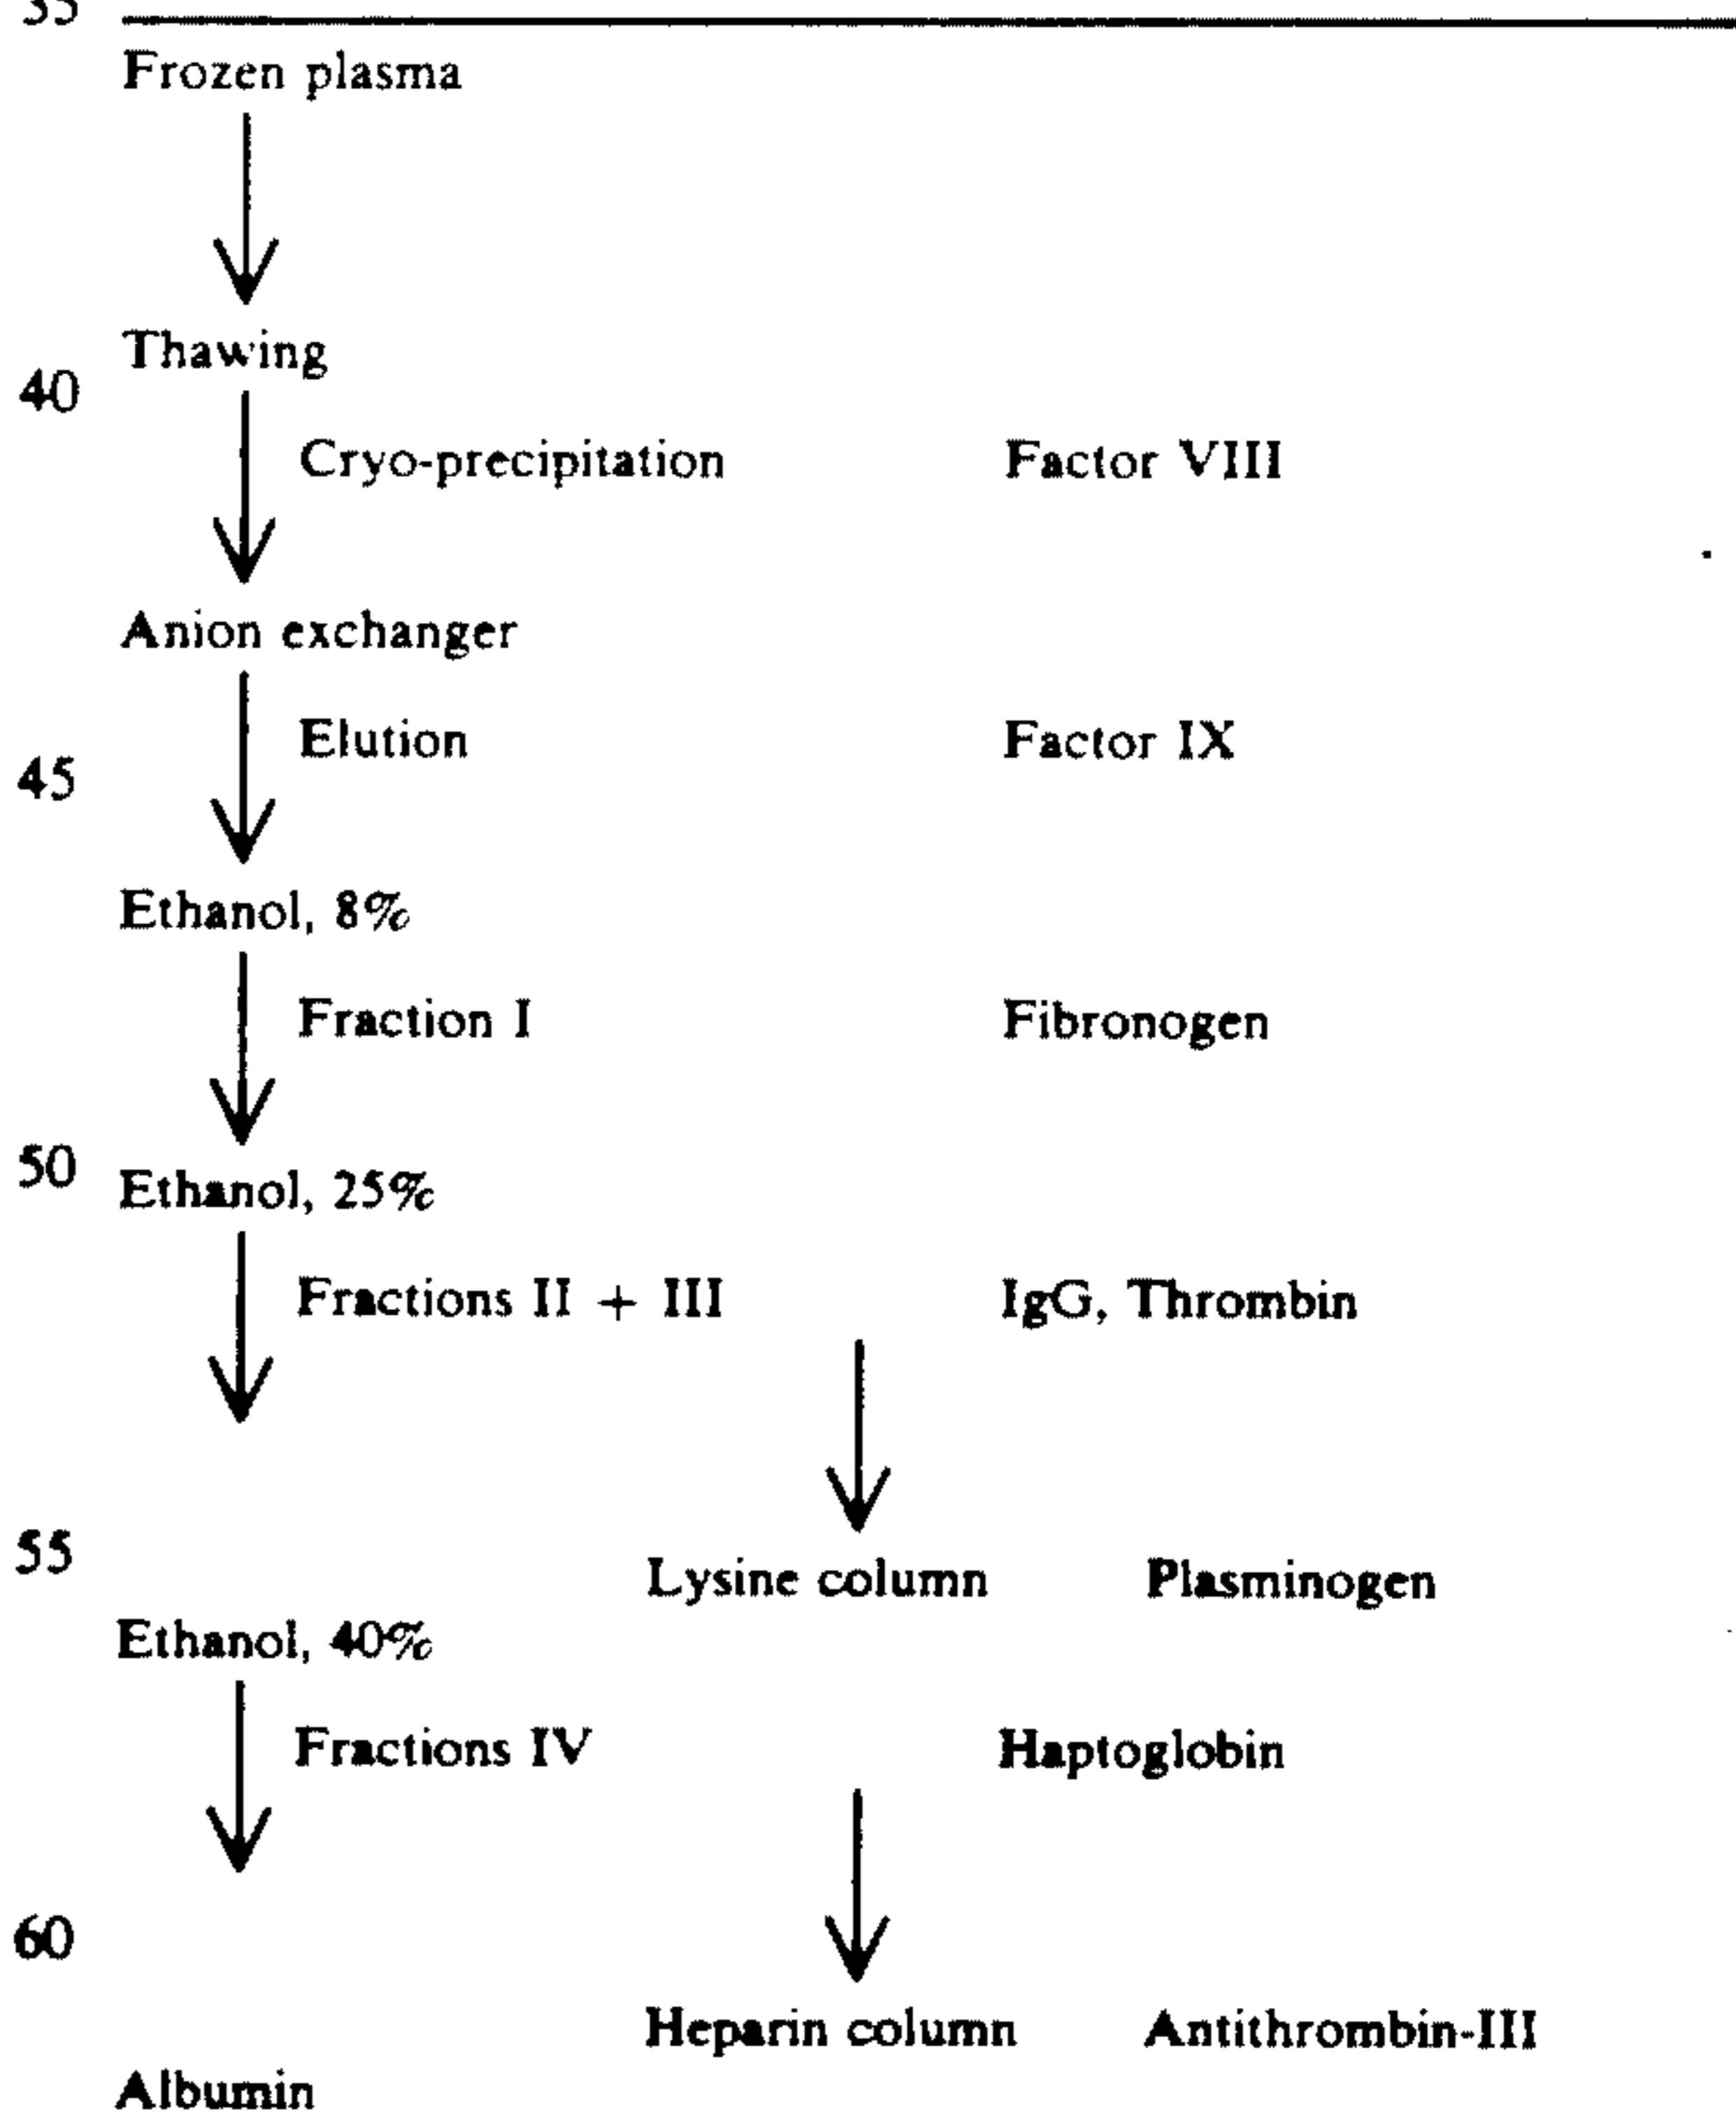 35
Frozen plasma
Thawing
40
Cryo-precipitation Factor VIII
Anion exchanger
Elution Factor IX
45
Ethanol, 8%
Fraction I Fibronogen
50
Ethanol, 25%
Fractions II + III IgG, Thrombin
55
Lysine column Plasminogen
Ethanol, 40%
Fractions IV Haptoglobin
60
Heparin column Antithrombin-III
Albumin